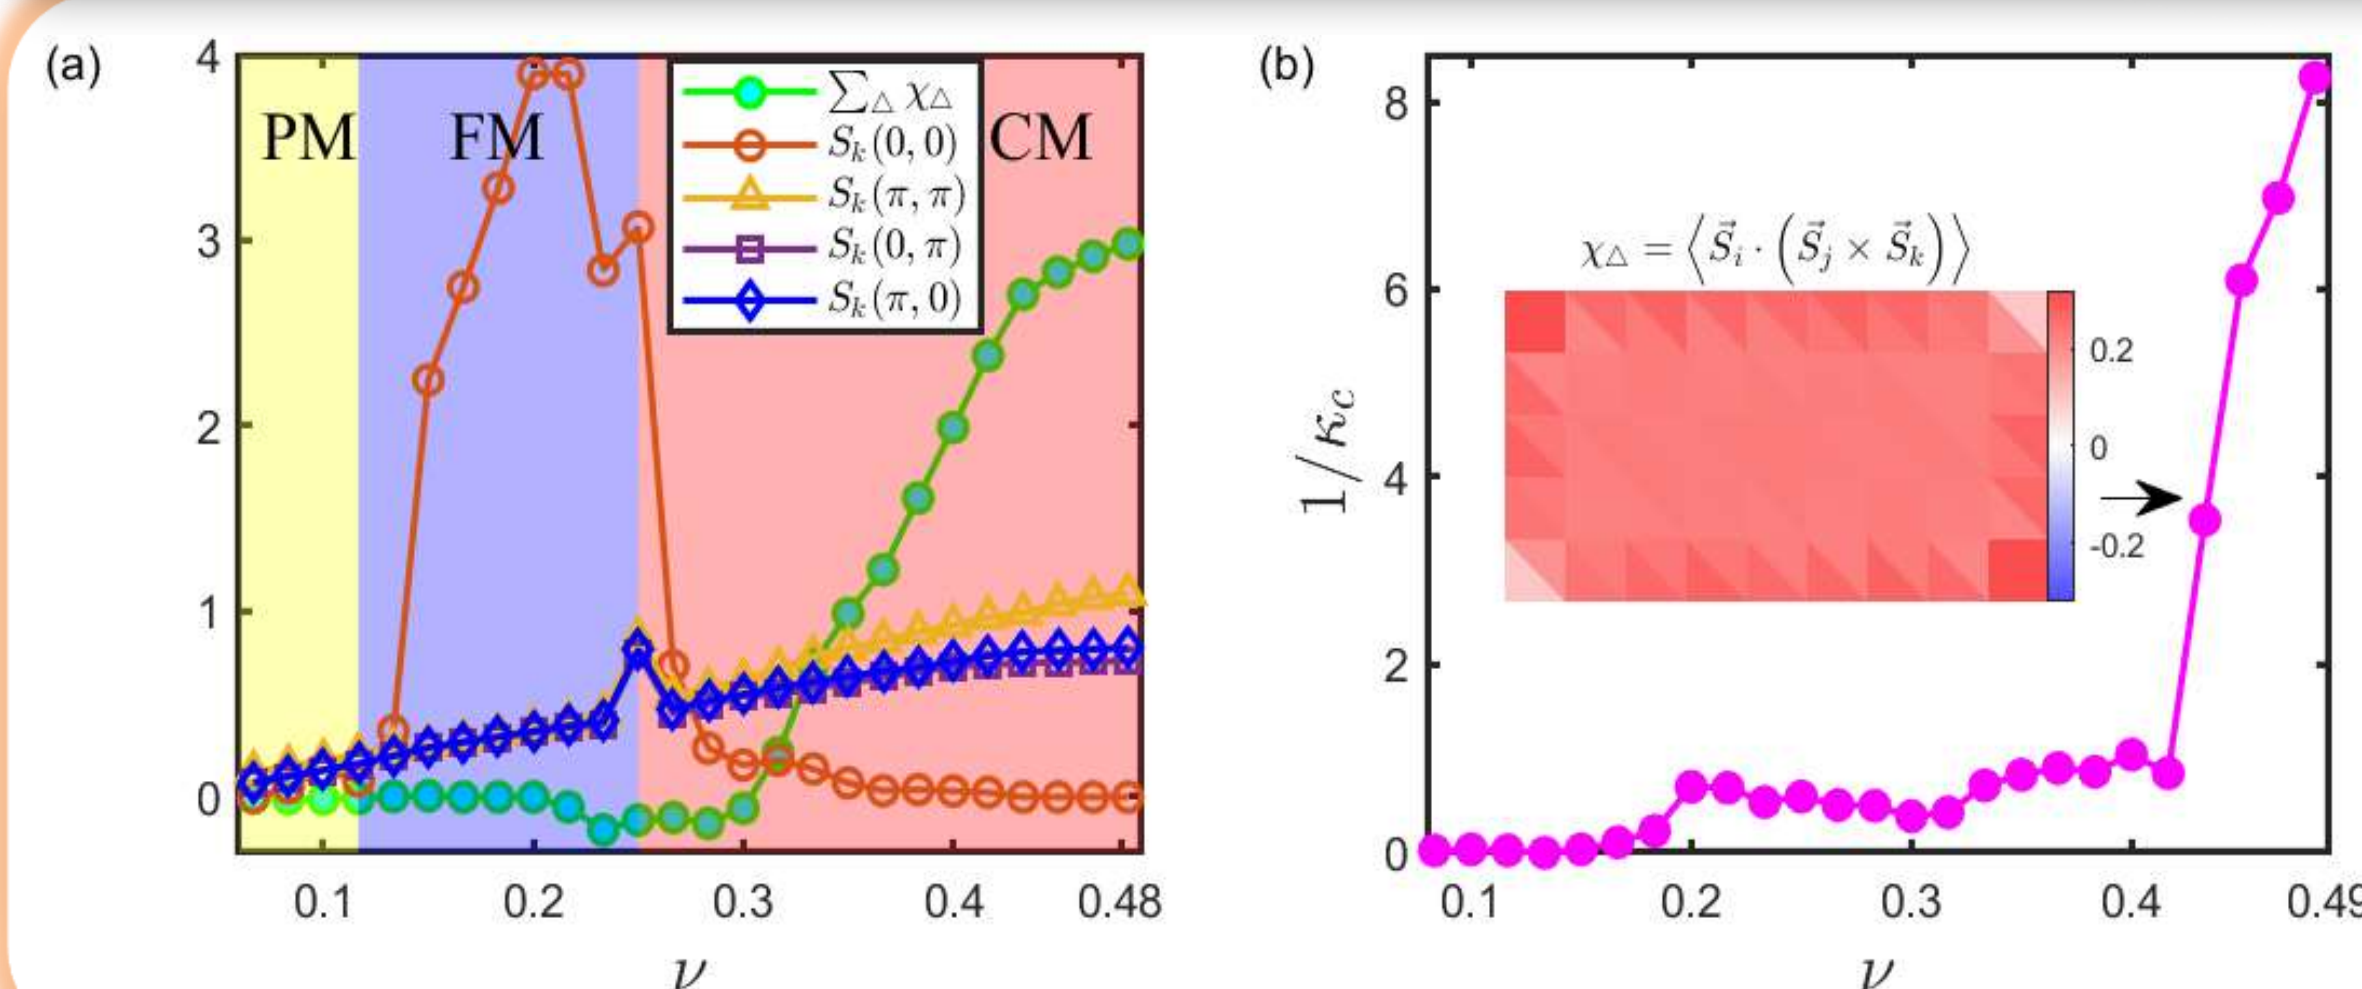 (a)
4
3
2
1
0
PM
FM
CM
∑△ χ△
Sₖ(0, 0)
Sₖ(π, π)
Sₖ(0, π)
Sₖ(π, 0)
0.1 0.2 0.3 0.4 0.48
ν
(b)
8
6
4
2
0
1/κc
χ△ = ⟨S⃗ᵢ · (S⃗ⱼ × S⃗ₖ)⟩
0.2
0
-0.2
0.1 0.2 0.3 0.4 0.49
ν